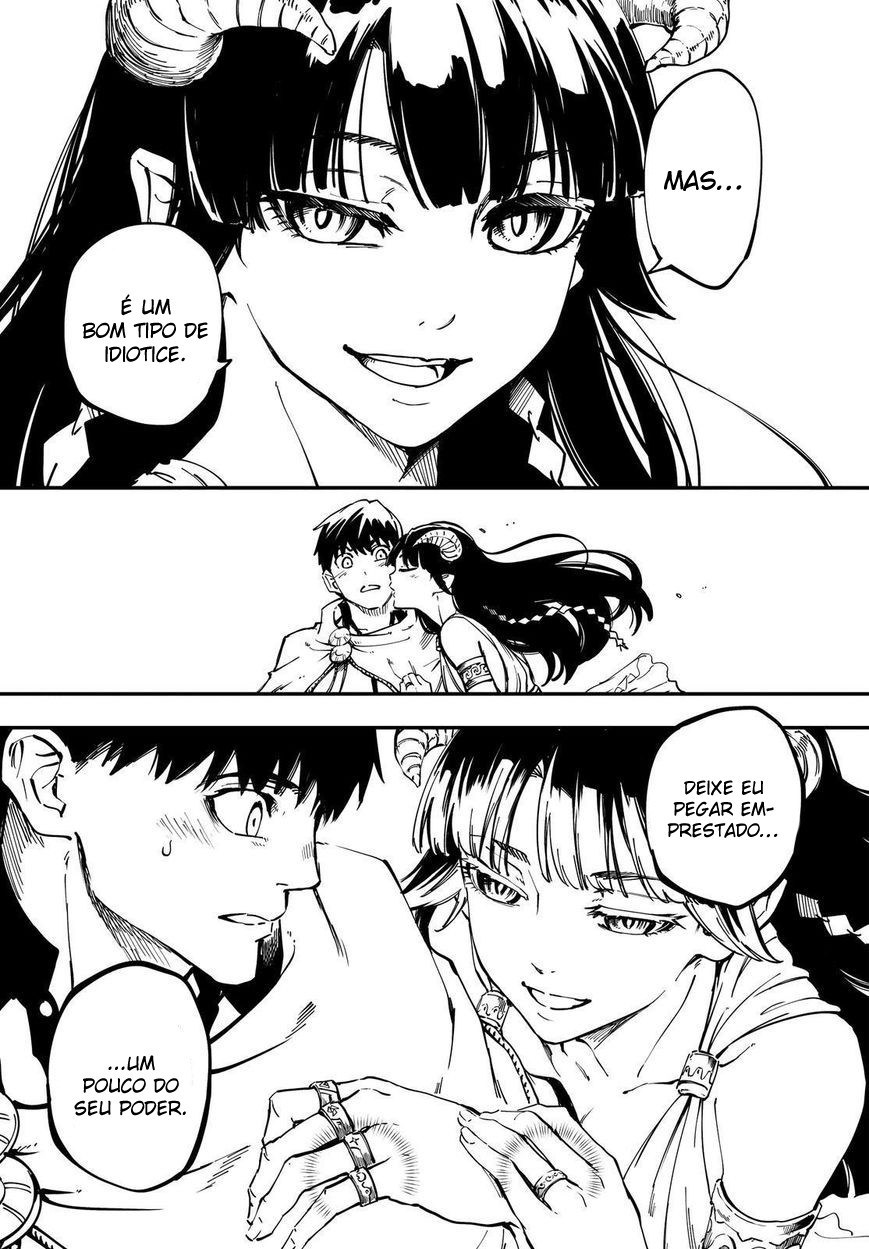 MAS...
É UM
BOM TIPO DE
IDIOTICE.
DEIXE EU
PEGAR EM-
PRESTADO...
...UM
POUCO DO
SEU PODER.